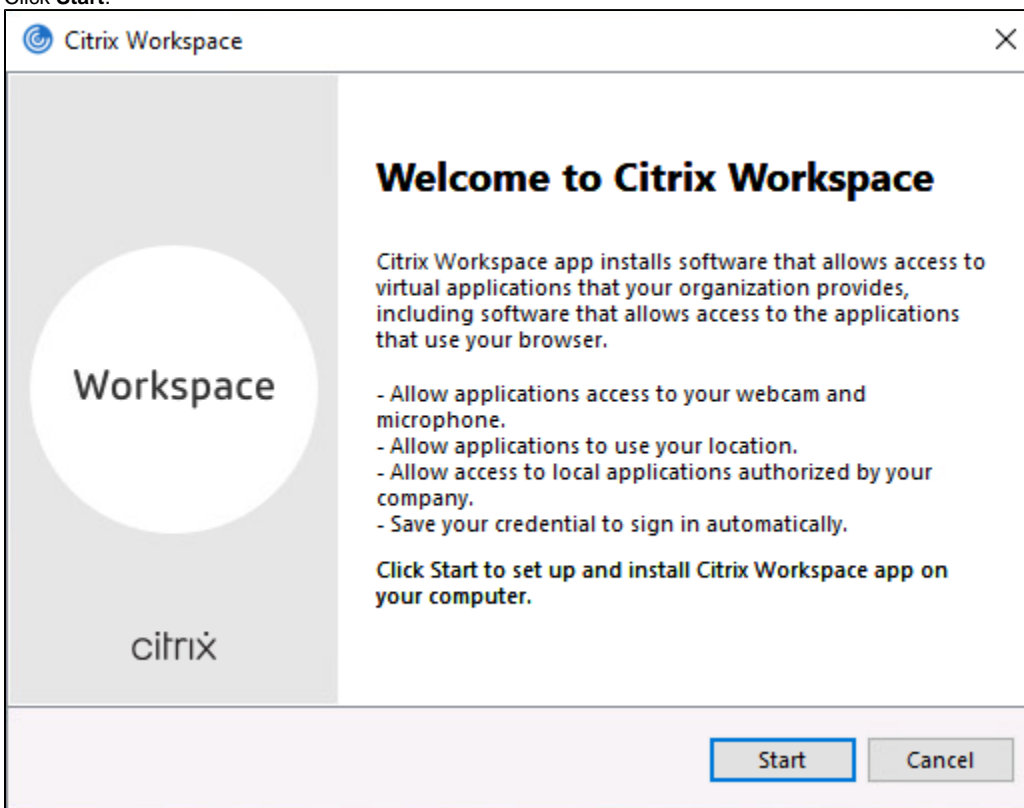 Click Start.
Citrix Workspace
Welcome to Citrix Workspace
Citrix Workspace app installs software that allows access to
virtual applications that your organization provides,
including software that allows access to the applications
that use your browser.
- Allow applications access to your webcam and
microphone.
- Allow applications to use your location.
- Allow access to local applications authorized by your
company.
- Save your credential to sign in automatically.
Click Start to set up and install Citrix Workspace app on
your computer.
Workspace
citrix
Start
Cancel